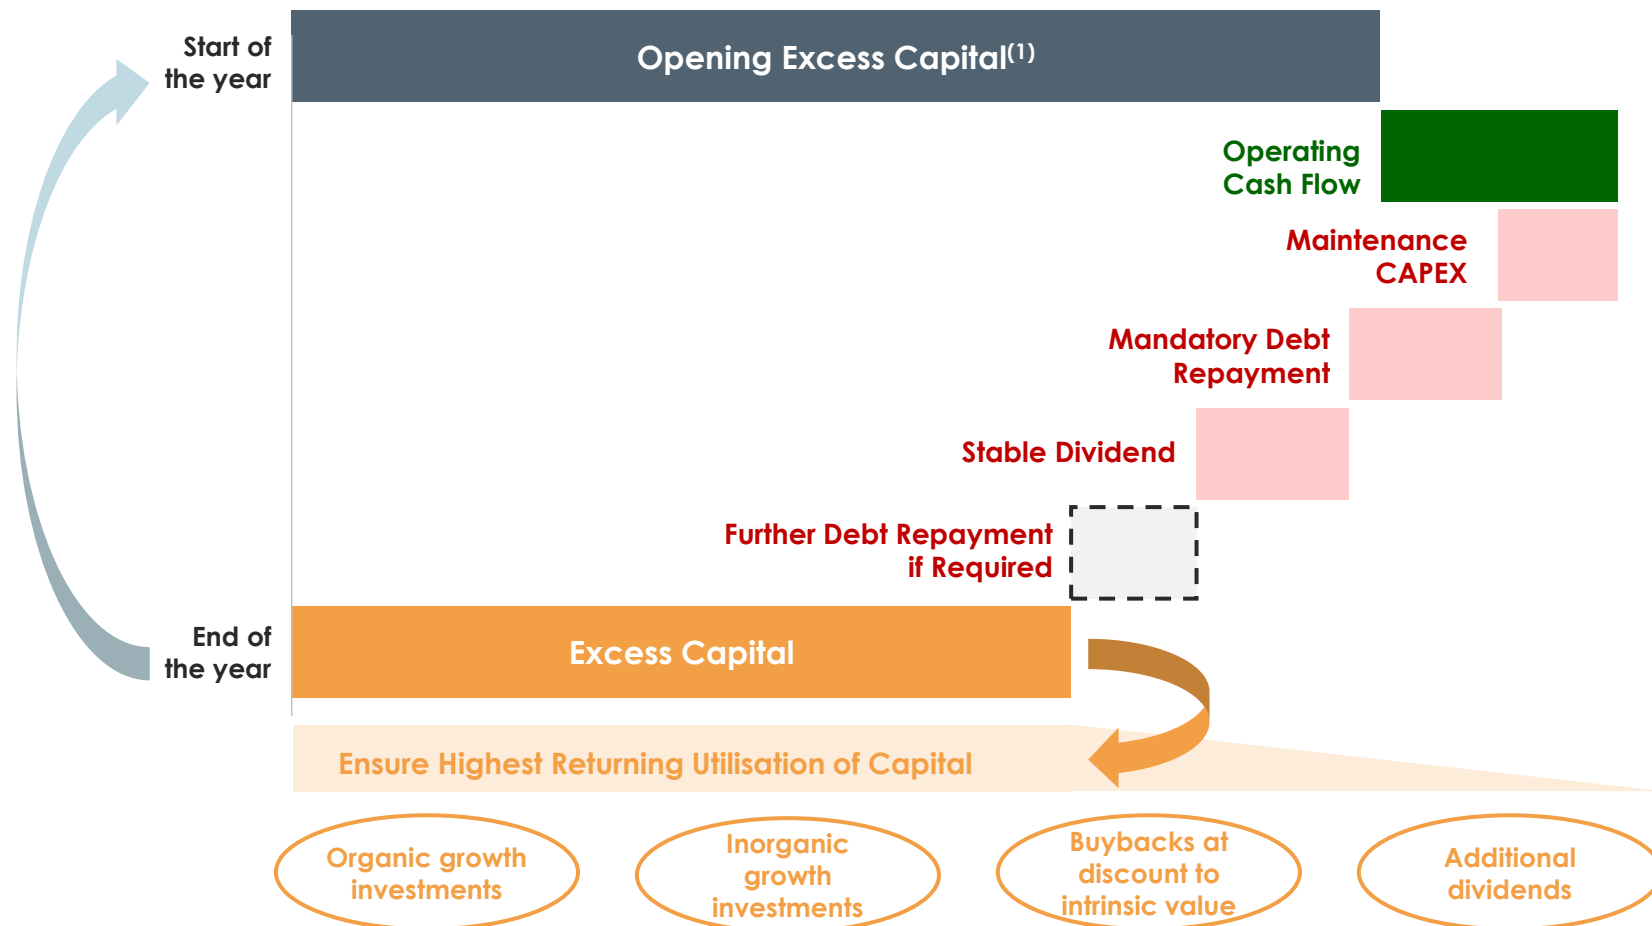 Start of
the year
Opening Excess Capital(1)
Operating
Cash Flow
Maintenance
CAPEX
Mandatory Debt
Repayment
Stable Dividend
Further Debt Repayment
if Required
End of
the year
Excess Capital
Ensure Highest Returning Utilisation of Capital
Organic growth
investments
Inorganic
growth
investments
Buybacks at
discount to
intrinsic value
Additional
dividends